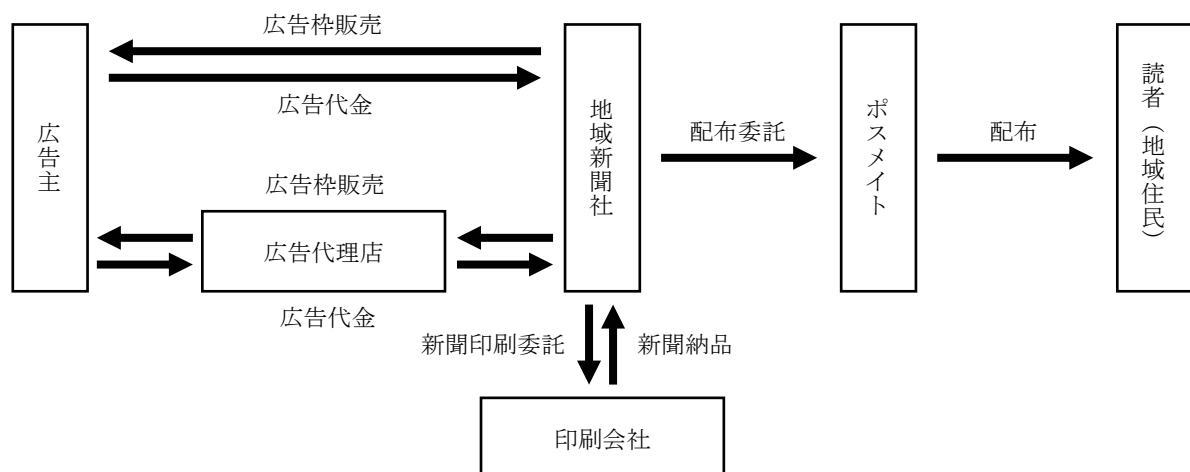 広告枠販売
広告代金
広告主
広告枠販売
広告代理店
広告代金
地域新聞社
配布委託
ポスメイト
配布
読者（地域住民）
新聞印刷委託
新聞納品
印刷会社